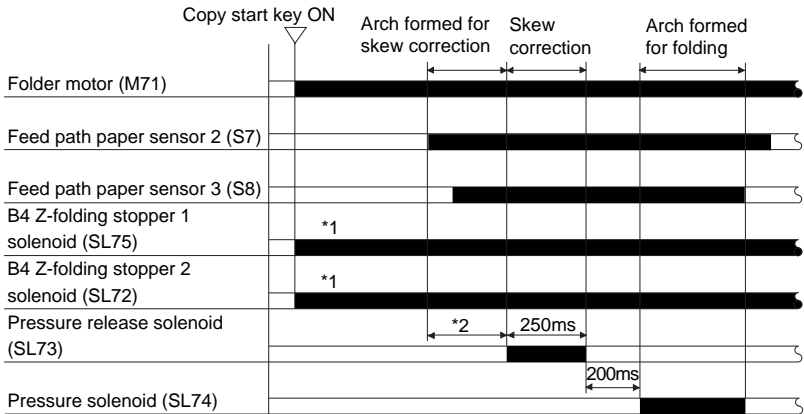 Copy start key ON
Arch formed for
skew correction
Skew
correction
Arch formed
for folding
Folder motor (M71)
Feed path paper sensor 2 (S7)
Feed path paper sensor 3 (S8)
B4 Z-folding stopper 1
solenoid (SL75)
*1
B4 Z-folding stopper 2
solenoid (SL72)
*1
Pressure release solenoid
(SL73)
*2
250ms
200ms
Pressure solenoid (SL74)